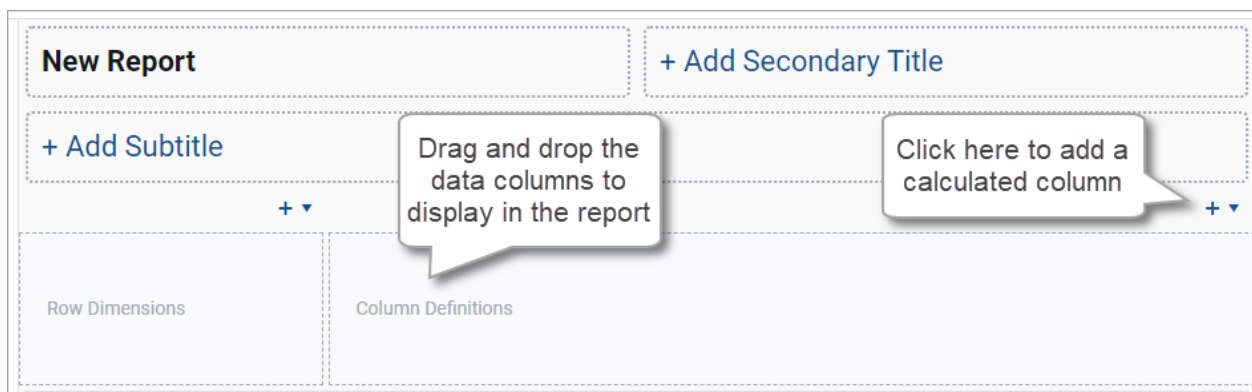 New Report
+ Add Secondary Title
+ Add Subtitle
Drag and drop the
data columns to
display in the report
Click here to add a
calculated column
+
+
Row Dimensions
Column Definitions